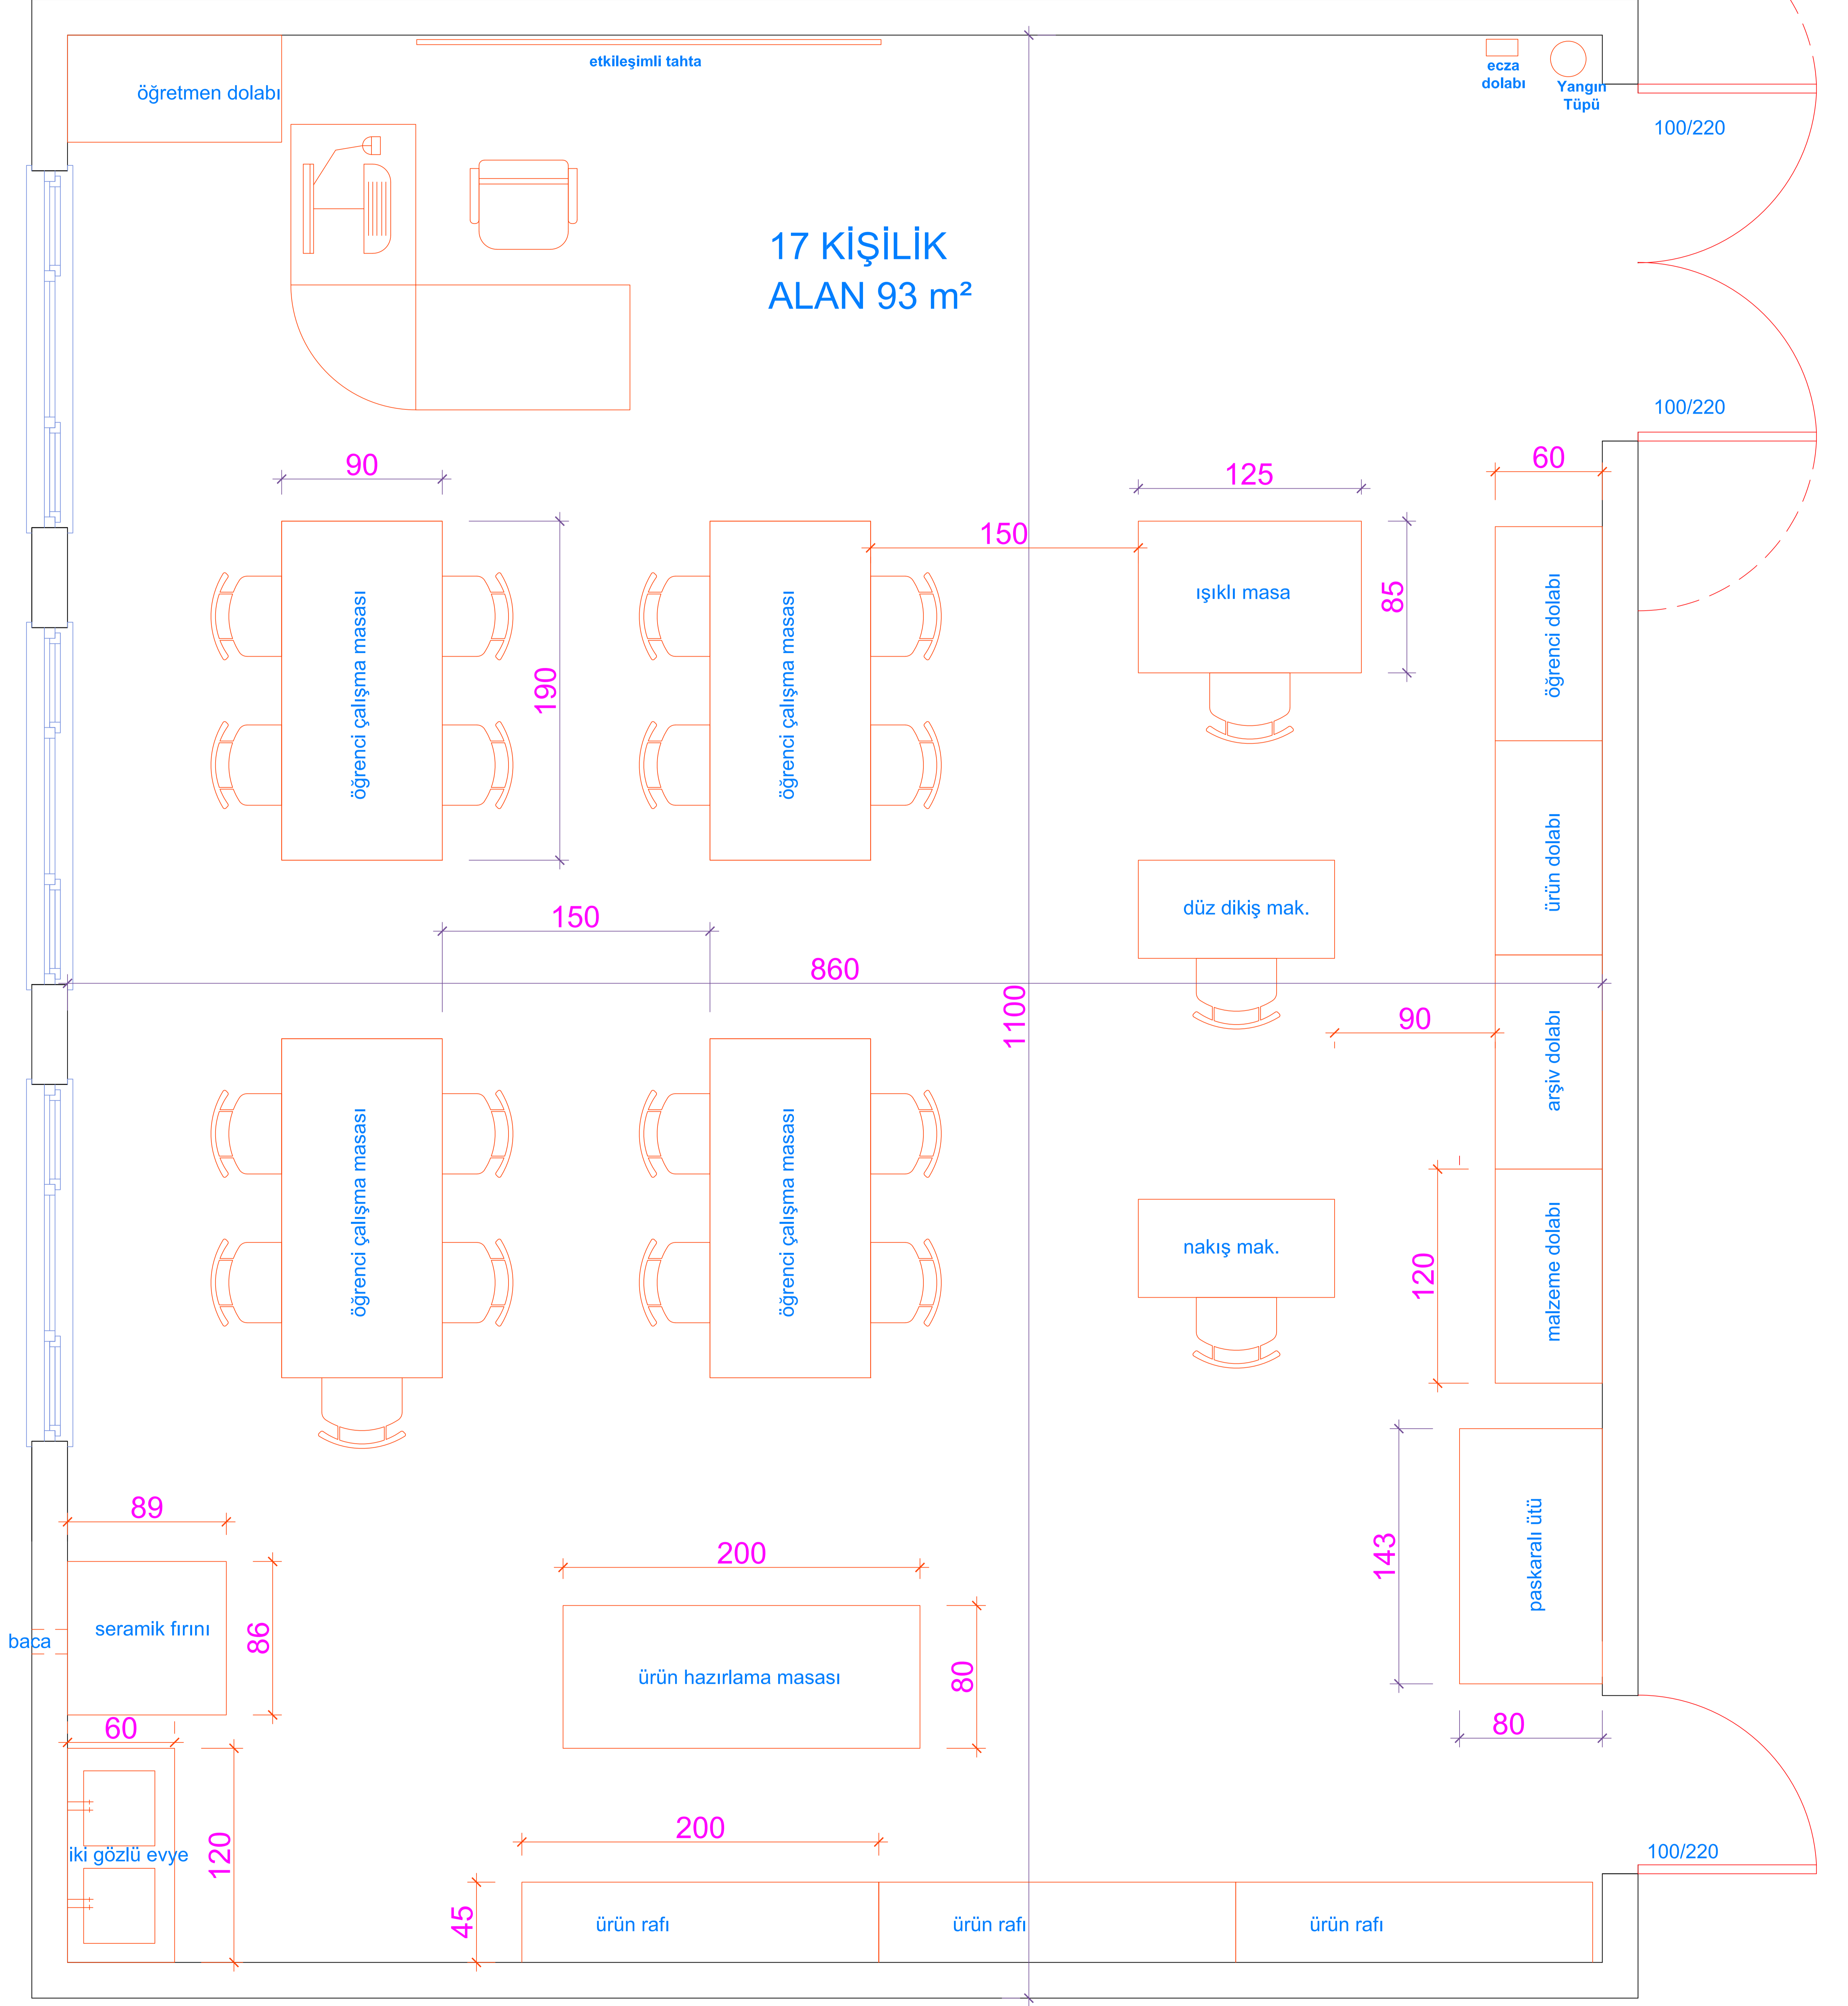 etkileşimli tahta
ecza
dolabı
Yangın
Tüpü
öğretmen dolabı
100/220
17 KİŞİLİK
ALAN 93 m²
100/220
90
125
60
150
190
85
öğrenci çalışma masası
öğrenci çalışma masası
ışıklı masa
öğrenci dolabı
ürün dolabı
düz dikiş mak.
150
860
1100
90
arşiv dolabı
öğrenci çalışma masası
öğrenci çalışma masası
nakış mak.
120
malzeme dolabı
89
200
143
paskaralı ütü
seramik fırını
86
baca
ürün hazırlama masası
80
60
80
iki gözlü evye
120
200
100/220
45
ürün rafı
ürün rafı
ürün rafı